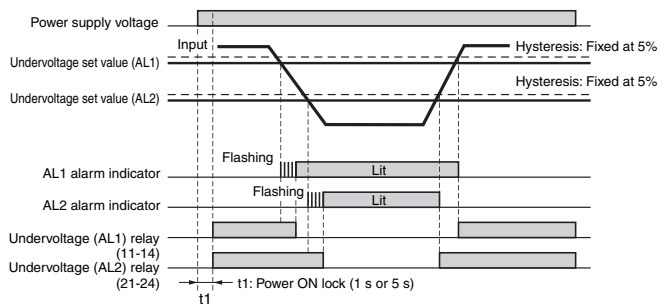 Power supply voltage
Input
Hysteresis: Fixed at 5%
Undervoltage set value (AL1)
Hysteresis: Fixed at 5%
Undervoltage set value (AL2)
Flashing
AL1 alarm indicator
Lit
Flashing
AL2 alarm indicator
Lit
Undervoltage (AL1) relay
(11-14)
Undervoltage (AL2) relay
(21-24)
t1: Power ON lock (1 s or 5 s)
t1